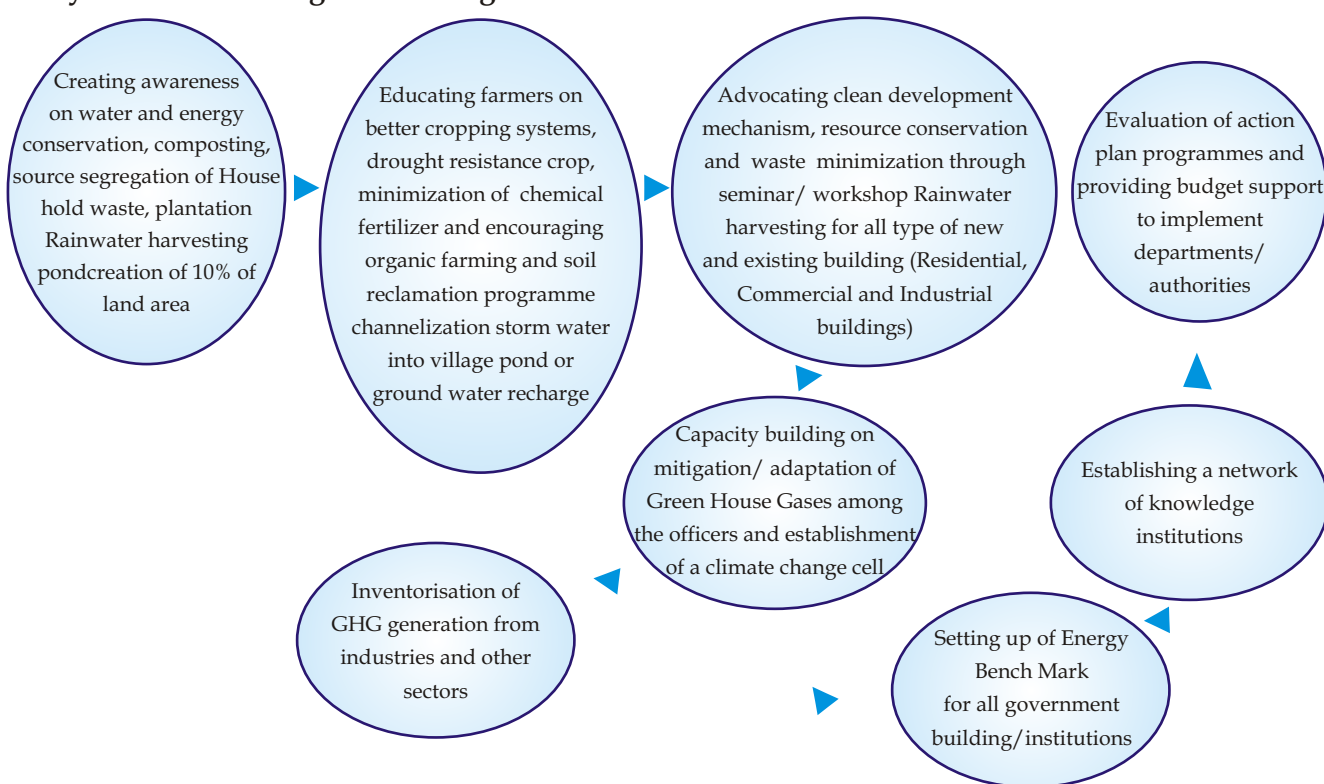 Creating awareness
on water and energy
conservation, composting,
source segregation of House
hold waste, plantation
Rainwater harvesting
pondcreation of 10% of
land area
Educating farmers on
better cropping systems,
drought resistance crop,
minimization of chemical
fertilizer and encouraging
organic farming and soil
reclamation programme
channelization storm water
into village pond or
ground water recharge
Advocating clean development
mechanism, resource conservation
and waste minimization through
seminar/ workshop Rainwater
harvesting for all type of new
and existing building (Residential,
Commercial and Industrial
buildings)
Capacity building on
mitigation/ adaptation of
Green House Gases among
the officers and establishment
of a climate change cell
Inventorisation of
GHG generation from
industries and other
sectors
Setting up of Energy
Bench Mark
for all government
building/institutions
Establishing a network
of knowledge
institutions
Evaluation of action
plan programmes and
providing budget support
to implement
departments/
authorities